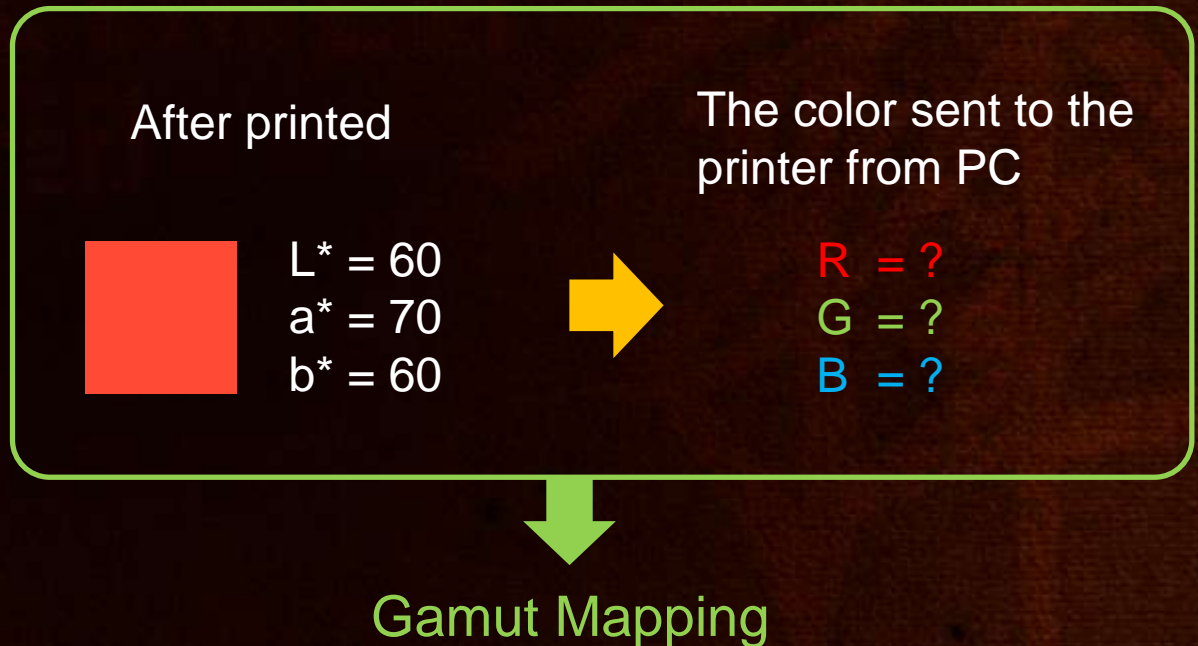 After printed
The color sent to the
printer from PC
L* = 60
a* = 70
b* = 60
R = ?
G = ?
B = ?
Gamut Mapping